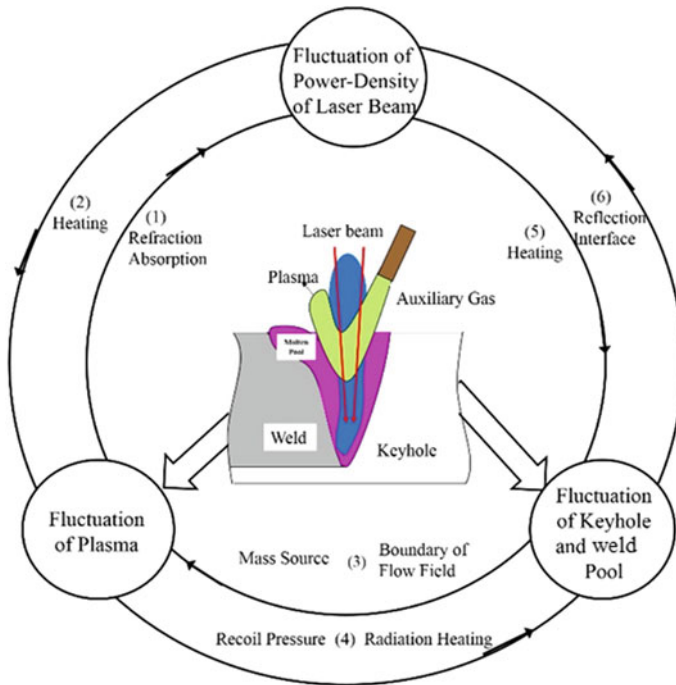 Fluctuation of
Power-Density
of Laser Beam
(2)
Heating
(1)
Refraction
Absorption
(6)
Reflection
Interface
(5)
Heating
Laser beam
Plasma
Auxiliary Gas
Molten
Pool
Weld
Keyhole
Fluctuation
of Plasma
Fluctuation
of Keyhole
and weld
Pool
Mass Source (3) Boundary of
Flow Field
Recoil Pressure (4) Radiation Heating